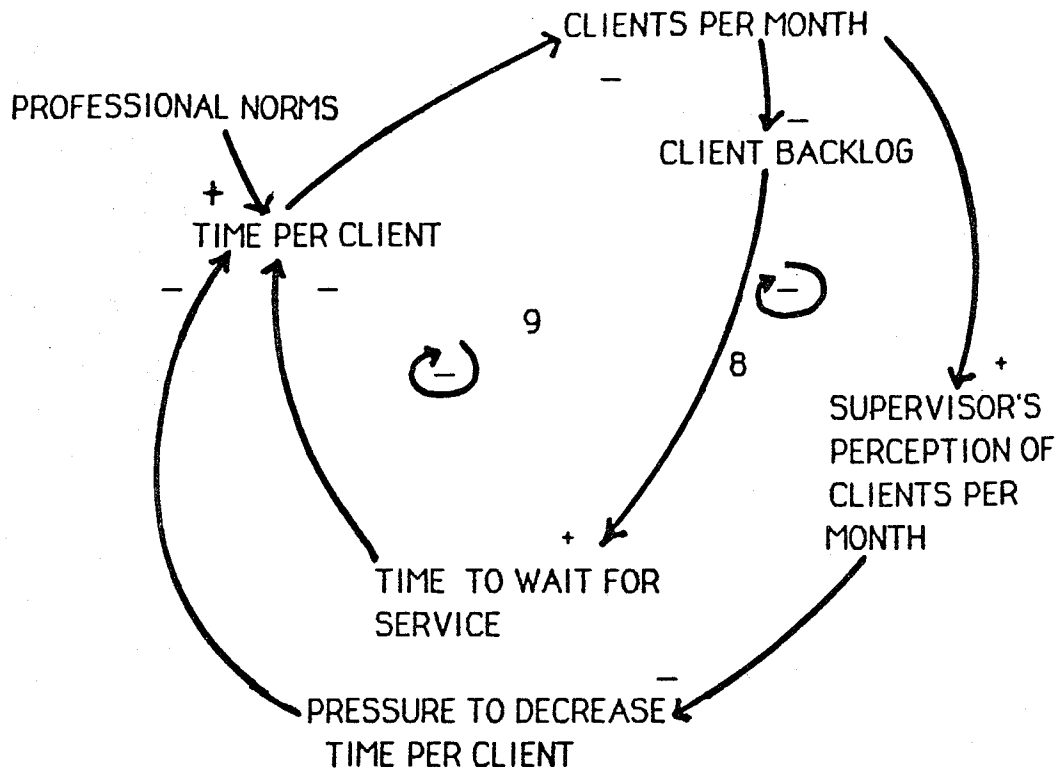 CLIENTS PER MONTH
−
PROFESSIONAL NORMS
−
CLIENT BACKLOG
+
TIME PER CLIENT
−
−
−
9
−
8
+
SUPERVISOR'S
PERCEPTION OF
CLIENTS PER
MONTH
+
TIME TO WAIT FOR
SERVICE
−
PRESSURE TO DECREASE
TIME PER CLIENT